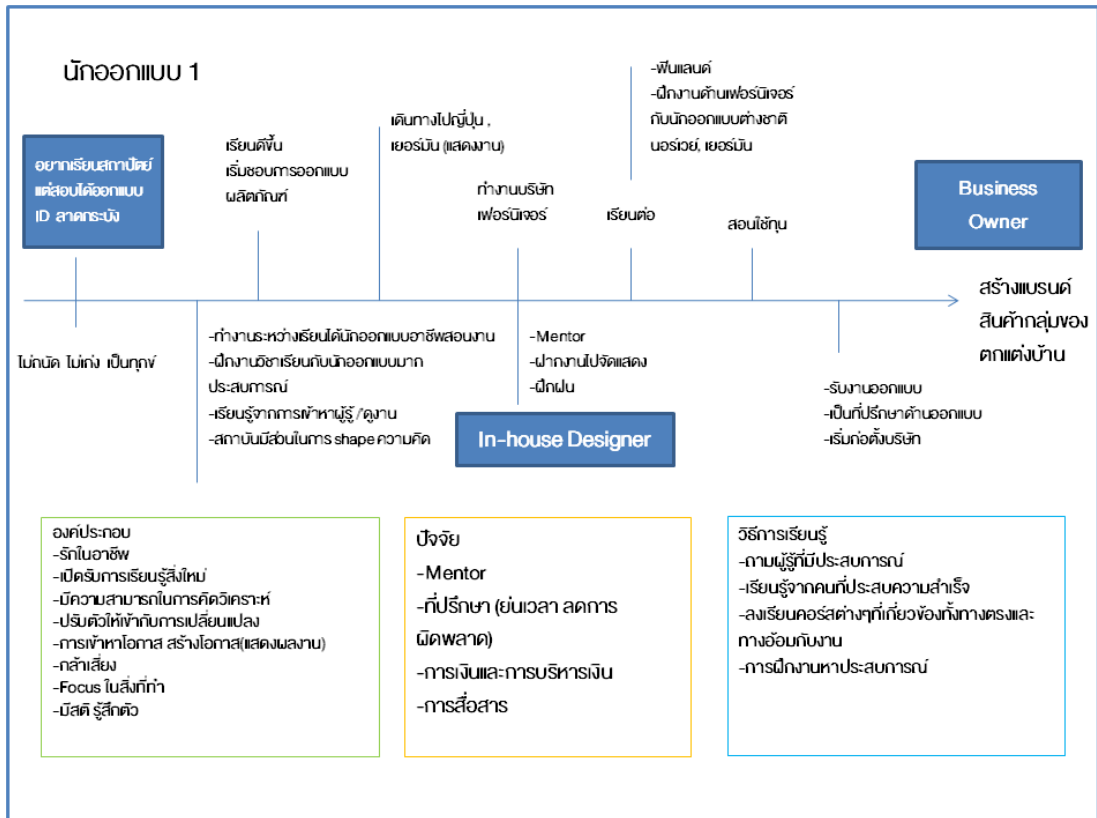 นักออกแบบ 1
อยากเรียนสถาปัตย์
แต่สอบได้ออกแบบ
ID ลาดกระบัง
เรียนดีขึ้น
เริ่มชอบการออกแบบ
ผลิตภัณฑ์
เดินทางไปญี่ปุ่น ,
เยอร์มัน (แสดงงาน)
ทำงานบริษัท
เฟอร์นิเจอร์
-ฟินแลนด์
-ฝึกงานด้านเฟอร์นิเจอร์
กับนักออกแบบต่างชาติ
นอร์เวย์, เยอร์มัน
เรียนต่อ
สอนใช้ทุน
Business
Owner
สร้างแบรนด์
สินค้ากลุ่มของ
ตกแต่งบ้าน
ไม่ถนัด ไม่เก่ง เป็นทุกข์
-ทำงานระหว่างเรียนได้นักออกแบบอาชีพสอนงาน
-ฝึกงานวิชาเรียนกับนักออกแบบมาก
ประสบการณ์
-เรียนรู้จากการเข้าหาผู้รู้ /ดูงาน
-สถาบันมีส่วนในการ shape ความคิด
-Mentor
-ฝากงานไปจัดแสดง
-ฝึกฝน
In-house Designer
-รับงานออกแบบ
-เป็นที่ปรึกษาด้านออกแบบ
-เริ่มก่อตั้งบริษัท
องค์ประกอบ
-รักในอาชีพ
-เปิดรับการเรียนรู้สิ่งใหม่
-มีความสามารถในการคิดวิเคราะห์
-ปรับตัวให้เข้ากับการเปลี่ยนแปลง
-การเข้าหาโอกาส สร้างโอกาส(แสดงผลงาน)
-กล้าเสี่ยง
-Focus ในสิ่งที่ทำ
-มีสติ รู้สึกตัว
ปัจจัย
-Mentor
-ที่ปรึกษา (ย่นเวลา ลดการ
ผิดพลาด)
-การเงินและการบริหารเงิน
-การสื่อสาร
วิธีการเรียนรู้
-ถามผู้รู้ที่มีประสบการณ์
-เรียนรู้จากคนที่ประสบความสำเร็จ
-ลงเรียนคอร์สต่างๆที่เกี่ยวข้องทั้งทางตรงและ
ทางอ้อมกับงาน
-การฝึกงานหาประสบการณ์